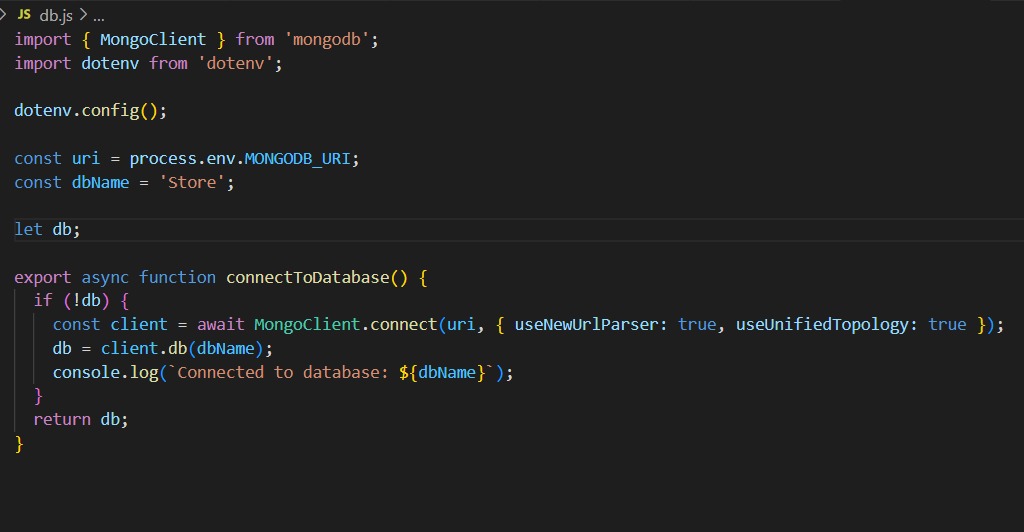 JS db.js > ...
import { MongoClient } from 'mongodb';
import dotenv from 'dotenv';
dotenv.config();
const uri = process.env.MONGODB_URI;
const dbName = 'Store';
let db;
export async function connectToDatabase() {
if (!db) {
const client = await MongoClient.connect(uri, { useNewUrlParser: true, useUnifiedTopology: true });
db = client.db(dbName);
console.log(`Connected to database: ${dbName}`);
}
return db;
}